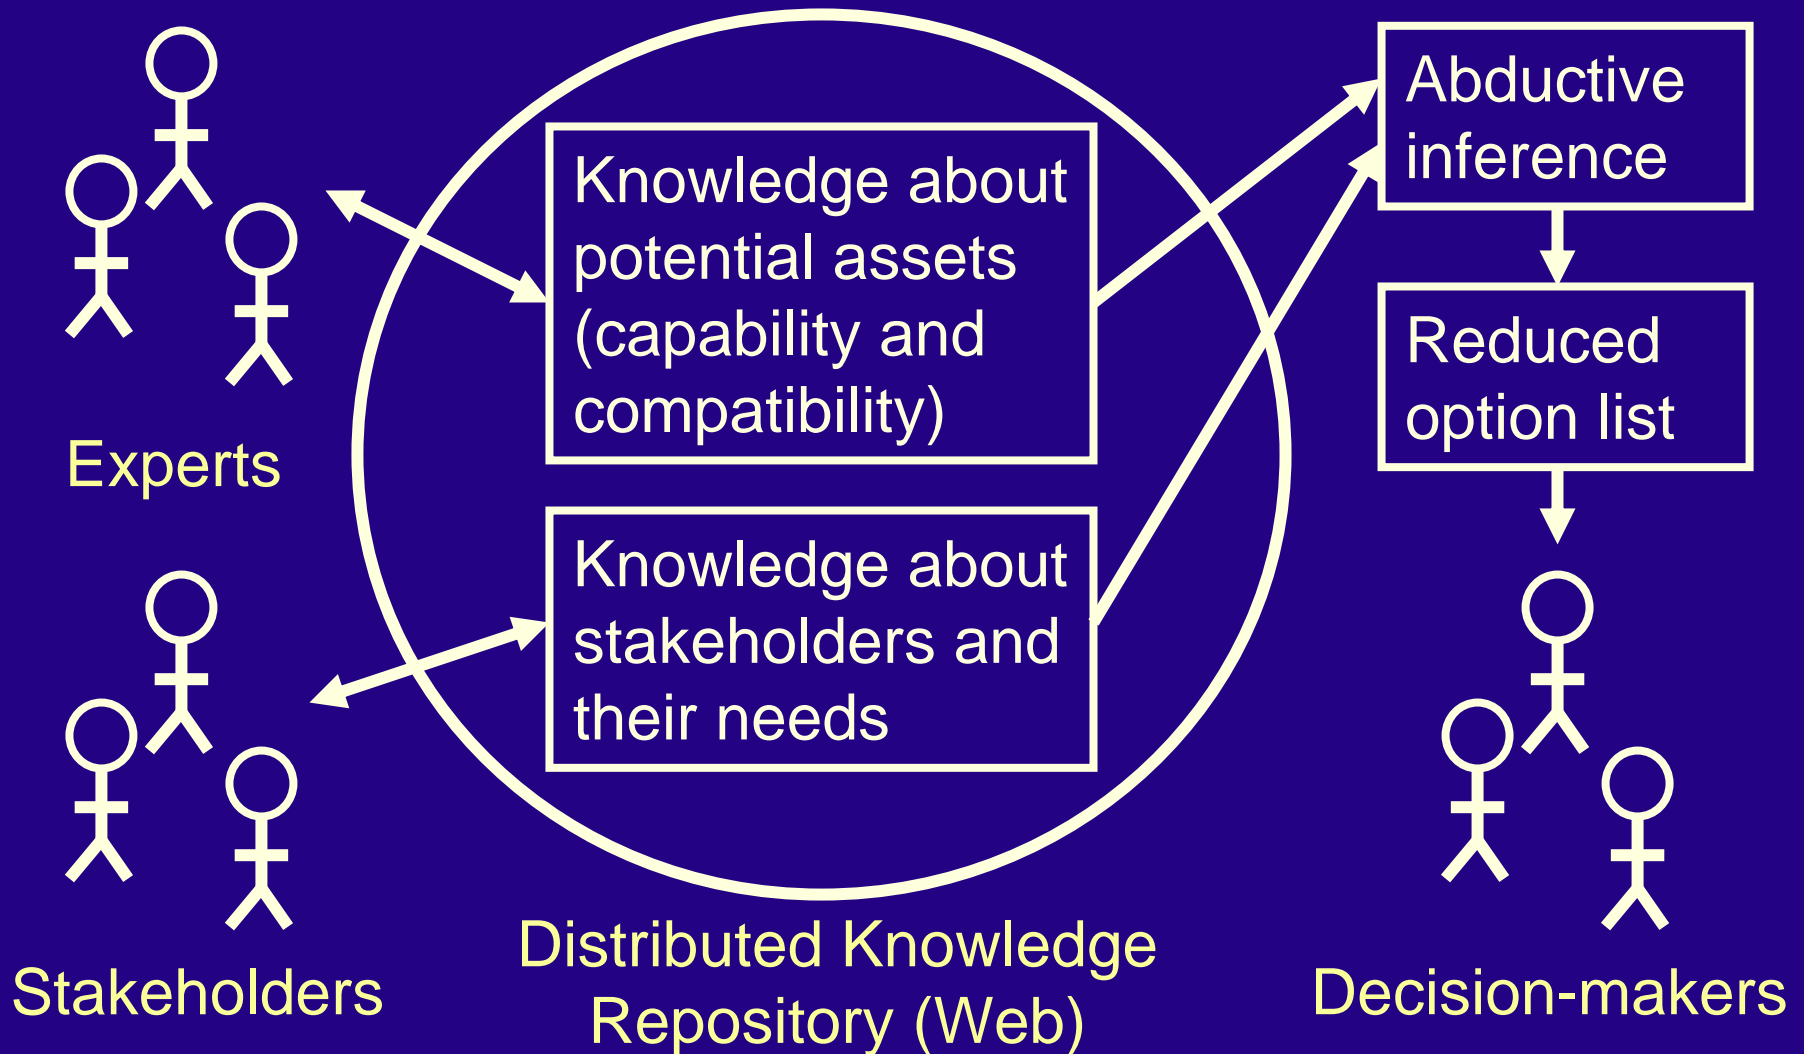 Experts
Stakeholders
Knowledge about
potential assets
(capability and
compatibility)
Knowledge about
stakeholders and
their needs
Distributed Knowledge
Repository (Web)
Abductive
inference
Reduced
option list
Decision-makers